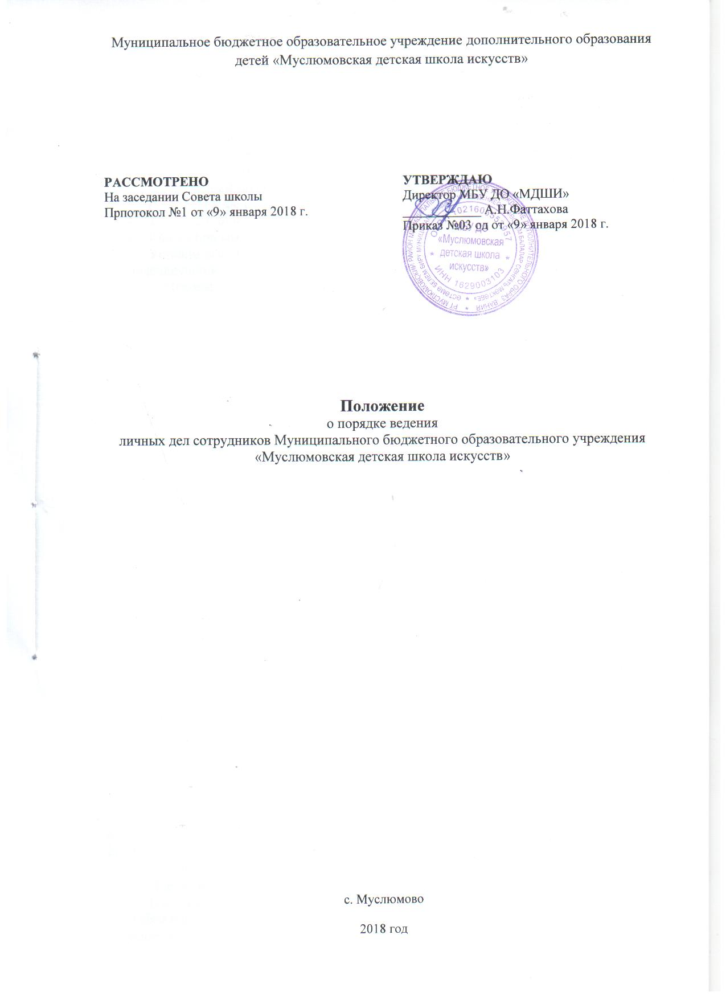 Муниципальное бюджетное образовательное учреждение дополнительного образования
детей «Муслюмовская детская школа искусств»
РАССМОТРЕНО
На заседании Совета школы
Прпотокол №1 от «9» января 2018 г.
УТВЕРЖДАЮ
Директор МБУ ДО «МДШИ»
____________ А.Н.Фаттахова
Приказ №03 од от «9» января 2018 г.
МБУ ДО
«Муслюмовская
детская школа
искусств»
ИНН 1629003103
Положение
о порядке ведения
личных дел сотрудников Муниципального бюджетного образовательного учреждения
«Муслюмовская детская школа искусств»
с. Муслюмово
2018 год